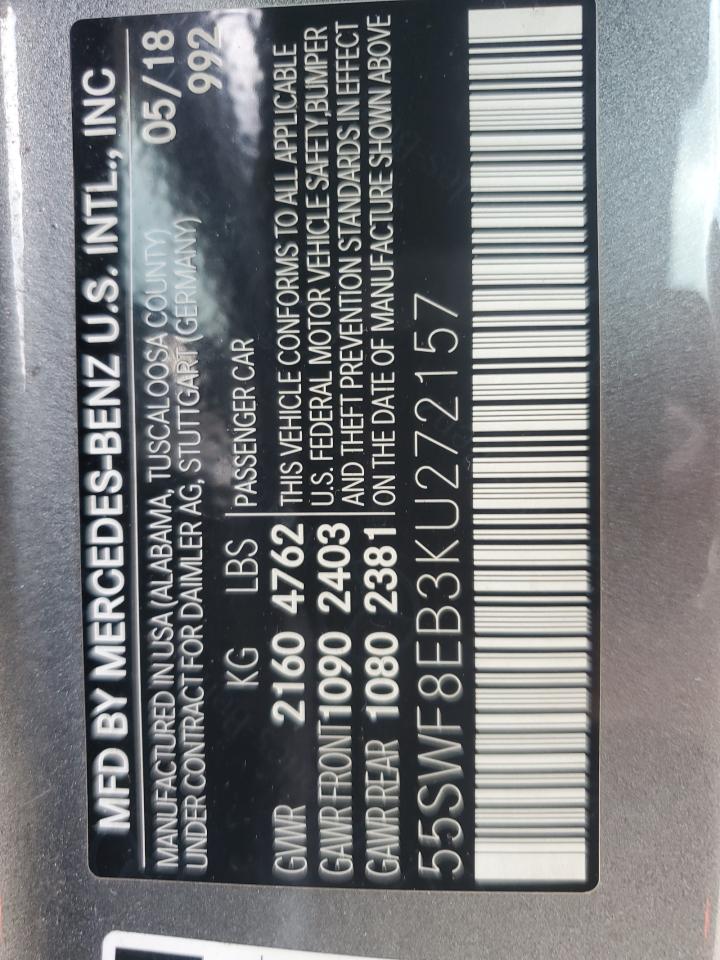 MFD BY MERCEDES-BENZ U.S. INTL., INC
MANUFACTURED IN USA (ALABAMA, TUSCALOOSA COUNTY) 05/18
UNDER CONTRACT FOR DAIMLER AG, STUTTGART (GERMANY) 992
KG LBS PASSENGER CAR
GVWR 2160 4762 THIS VEHICLE CONFORMS TO ALL APPLICABLE
GAWR FRONT 1090 2403 U.S. FEDERAL MOTOR VEHICLE SAFETY,BUMPER
AND THEFT PREVENTION STANDARDS IN EFFECT
GAWR REAR 1080 2381 ON THE DATE OF MANUFACTURE SHOWN ABOVE
55SWF8EB3KU272157